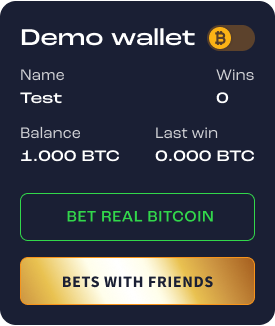 Demo wallet
Name Wins
Test 0
Balance Last win
1.000 BTC 0.000 BTC
BET REAL BITCOIN
BETS WITH FRIENDS